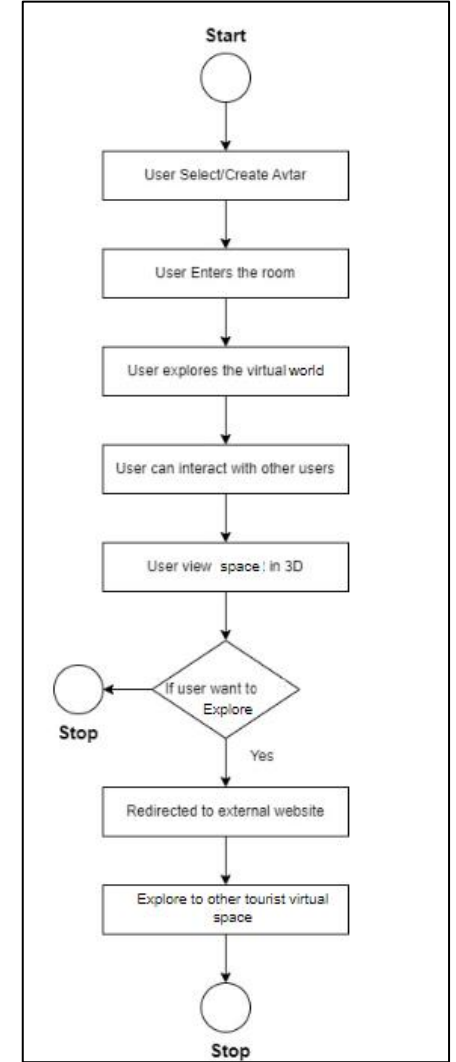 Start
User Select/Create Avtar
User Enters the room
User explores the virtual world
User can interact with other users
User view space: in 3D
If user want to
Explore
Stop
Yes
Redirected to external website
Explore to other tourist virtual
space
Stop